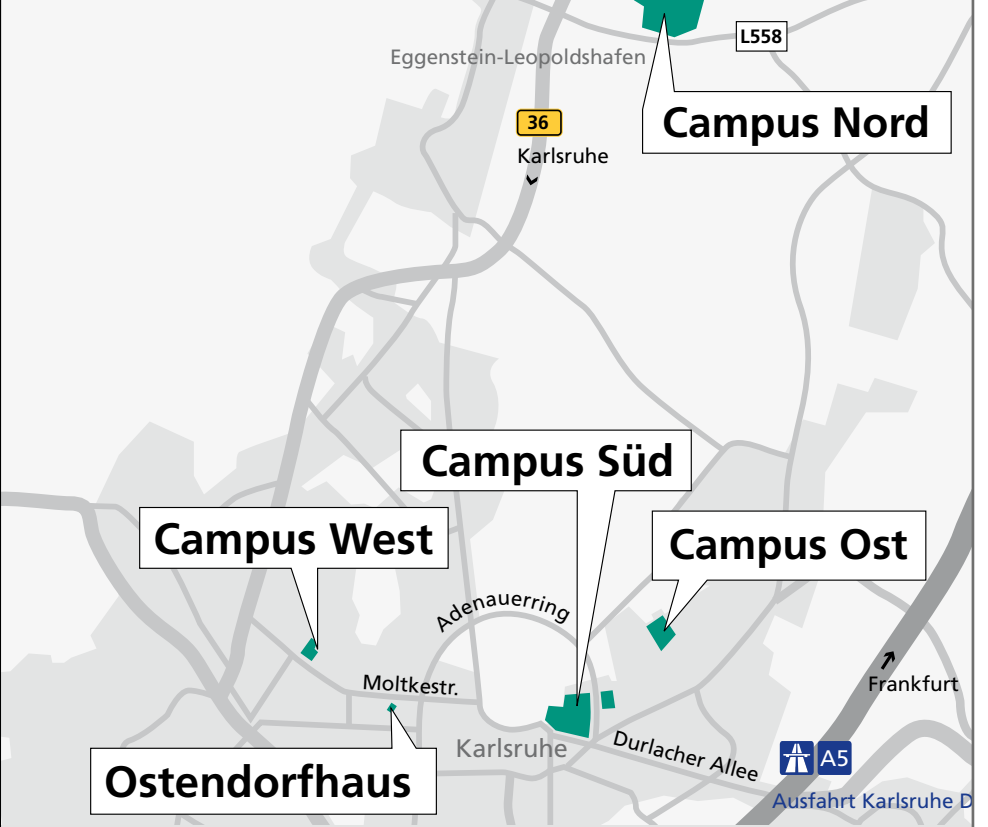 L558
Eggenstein-Leopoldshafen
Campus Nord
36
Karlsruhe
Campus Süd
Campus West
Campus Ost
Adenauerring
Moltkestr.
Frankfurt
Karlsruhe
Durlacher Allee
A5
Ostendorfhaus
Ausfahrt Karlsruhe D